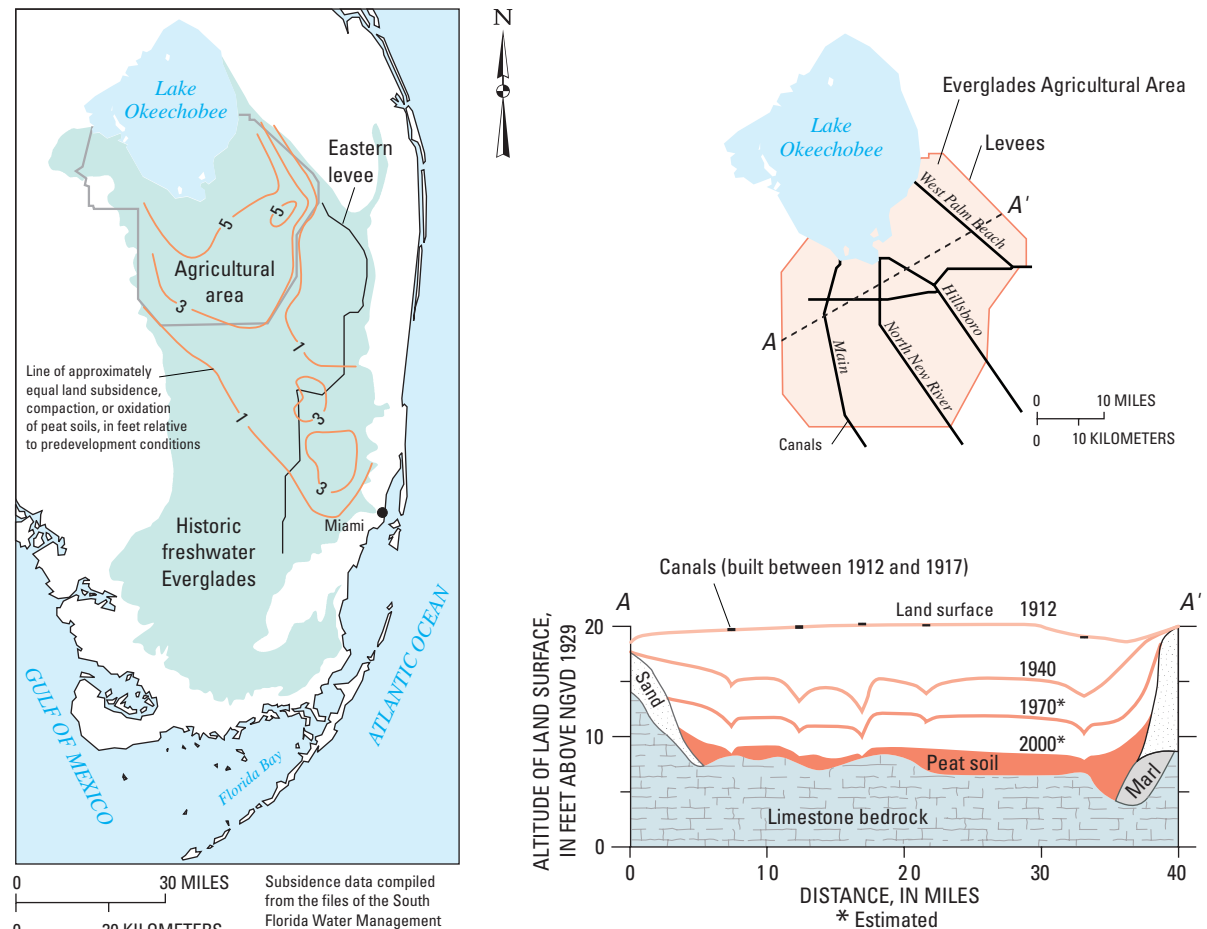 Lake
Okeechobee
Eastern
levee
5
5
Agricultural
area
3
1
Line of approximately
equal land subsidence,
compaction, or oxidation
of peat soils, in feet relative
to predevelopment conditions
1
3
3
Miami
Historic
freshwater
Everglades
GULF OF MEXICO
ATLANTIC OCEAN
Florida Bay
0
30 MILES
0
Subsidence data compiled
from the files of the South
Florida Water Management
N
Everglades Agricultural Area
Levees
Lake
Okeechobee
West Palm Beach
A'
A
Hillsboro
Main
North New River
Canals
0
10 MILES
0
10 KILOMETERS
Canals (built between 1912 and 1917)
A
A'
Land surface
1912
1940
1970*
2000*
Sand
Peat soil
Marl
Limestone bedrock
ALTITUDE OF LAND SURFACE,
IN FEET ABOVE NGVD 1929
20
10
0
0
10
20
30
40
DISTANCE, IN MILES
* Estimated